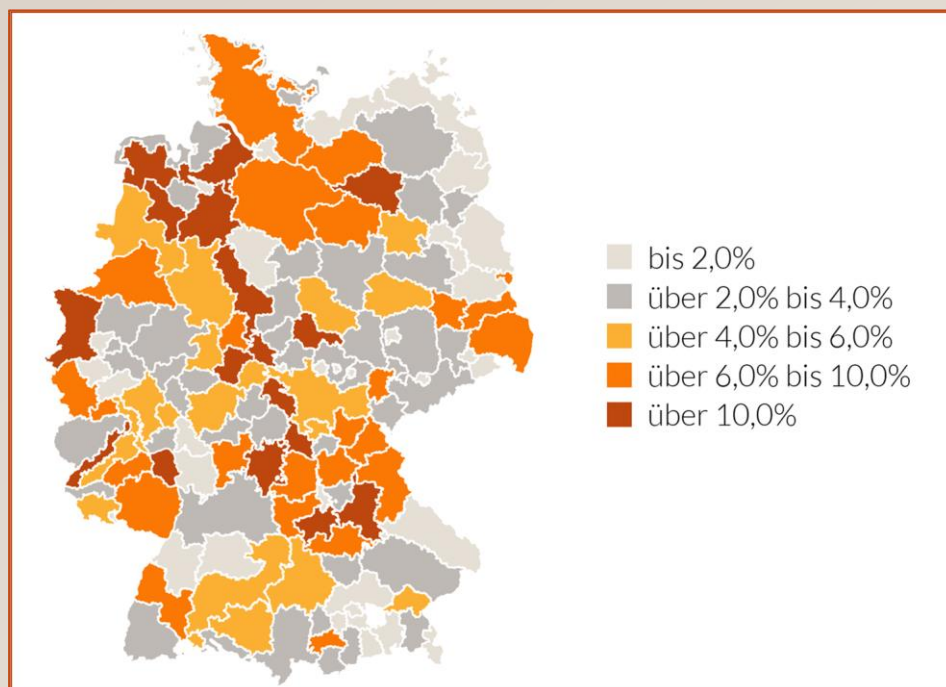 bis 2,0%
über 2,0% bis 4,0%
über 4,0% bis 6,0%
über 6,0% bis 10,0%
über 10,0%